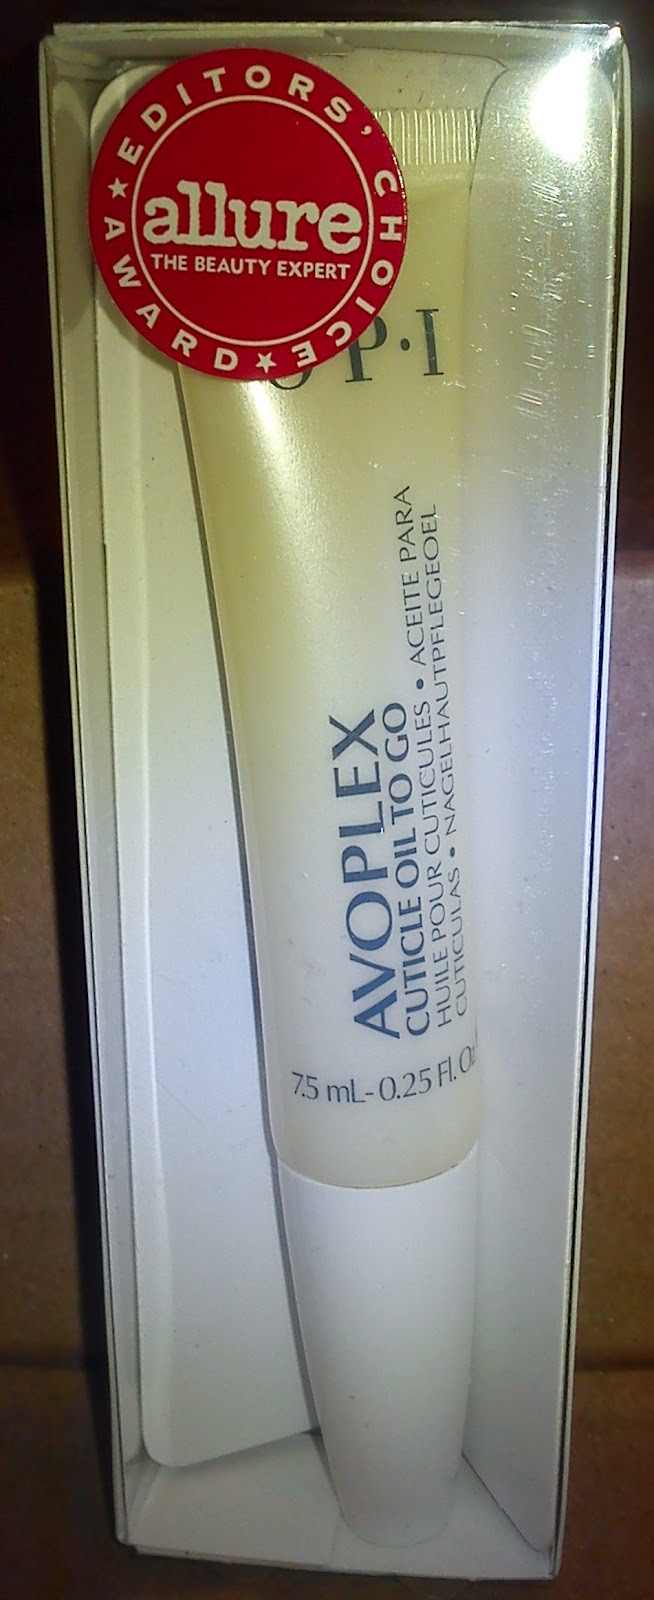 EDITORS' CHOICE
AWARD
allure
THE BEAUTY EXPERT
O P·I
AVOPLEX
CUTICLE OIL TO GO
HUILE POUR CUTICULES • ACEITE PARA
CUTICULAS • NAGELHAUTPFLEGEOEL
7.5 mL-0.25 Fl.Oz